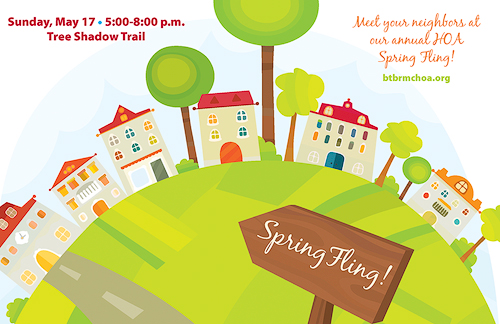 Sunday, May 17 • 5:00-8:00 p.m.
Tree Shadow Trail
Meet your neighbors at
our annual HOA
Spring Fling!
btbrmchoa.org
Spring Fling!